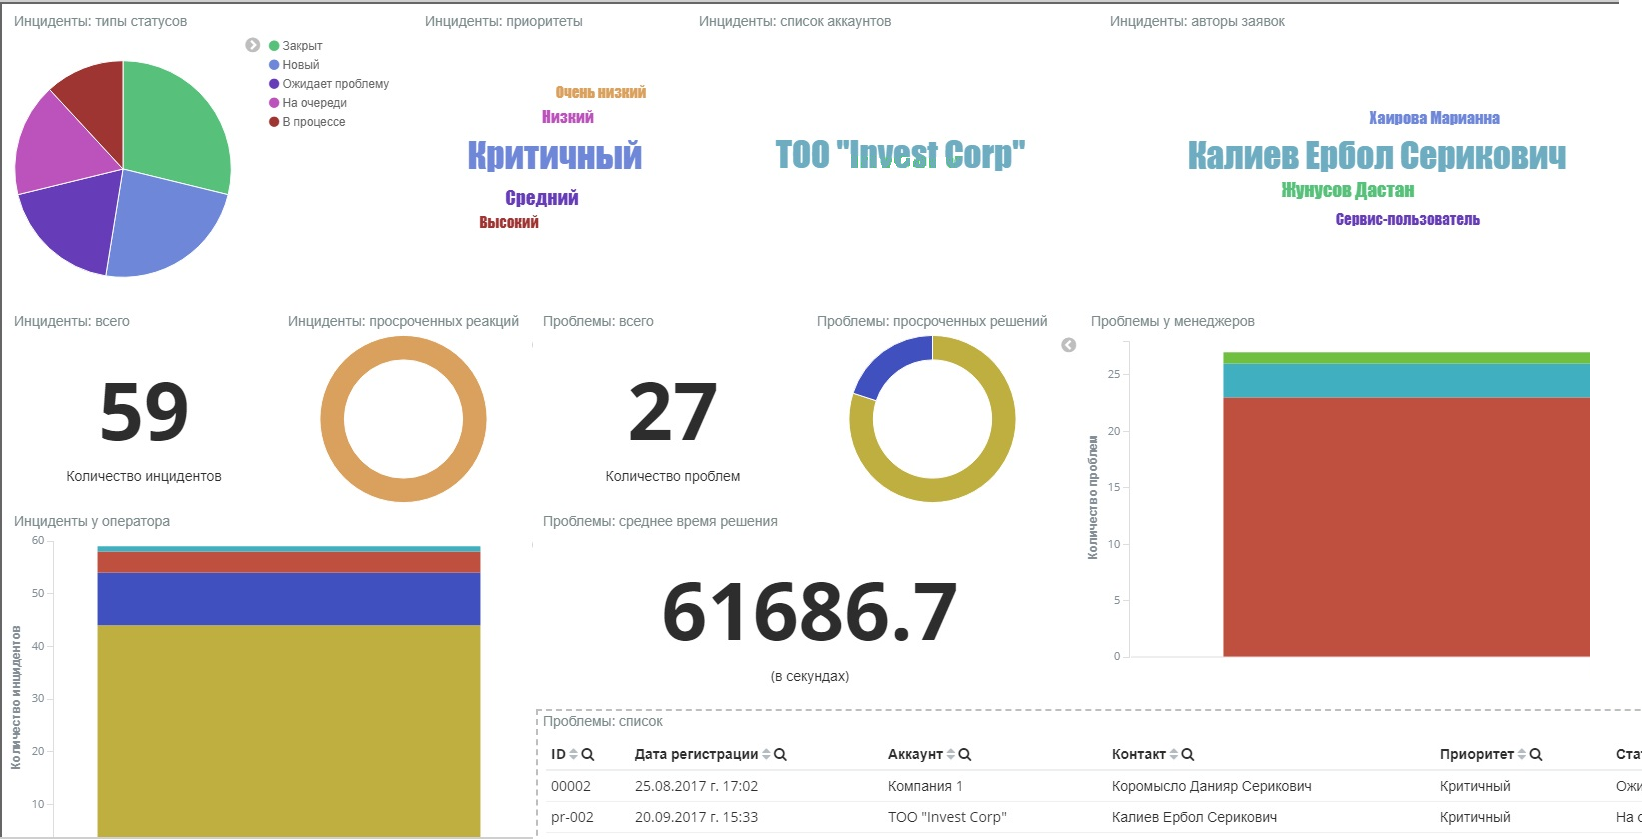 Инциденты: типы статусов
Закрыт
Новый
Ожидает проблему
На очереди
В процессе
Инциденты: приоритеты
Очень низкий
Низкий
Критичный
Средний
Высокий
Инциденты: список аккаунтов
ТОО "Invest Corp"
Инциденты: авторы заявок
Хаирова Марианна
Калиев Ербол Серикович
Жунусов Дастан
Сервис-пользователь
Инциденты: всего
59
Количество инцидентов
Инциденты: просроченных реакций
Проблемы: всего
27
Количество проблем
Проблемы: просроченных решений
Проблемы у менеджеров
Количество проблем
25
20
15
10
5
0
Инциденты у оператора
Количество инцидентов
60
50
40
30
20
10
Проблемы: среднее время решения
61686.7
(в секундах)
Проблемы: список
ID Дата регистрации Аккаунт Контакт Приоритет Ста
00002 25.08.2017 г. 17:02 Компания 1 Коромысло Данияр Серикович Критичный Ожи
pr-002 20.09.2017 г. 15:33 ТОО "Invest Corp" Калиев Ербол Серикович Критичный На о